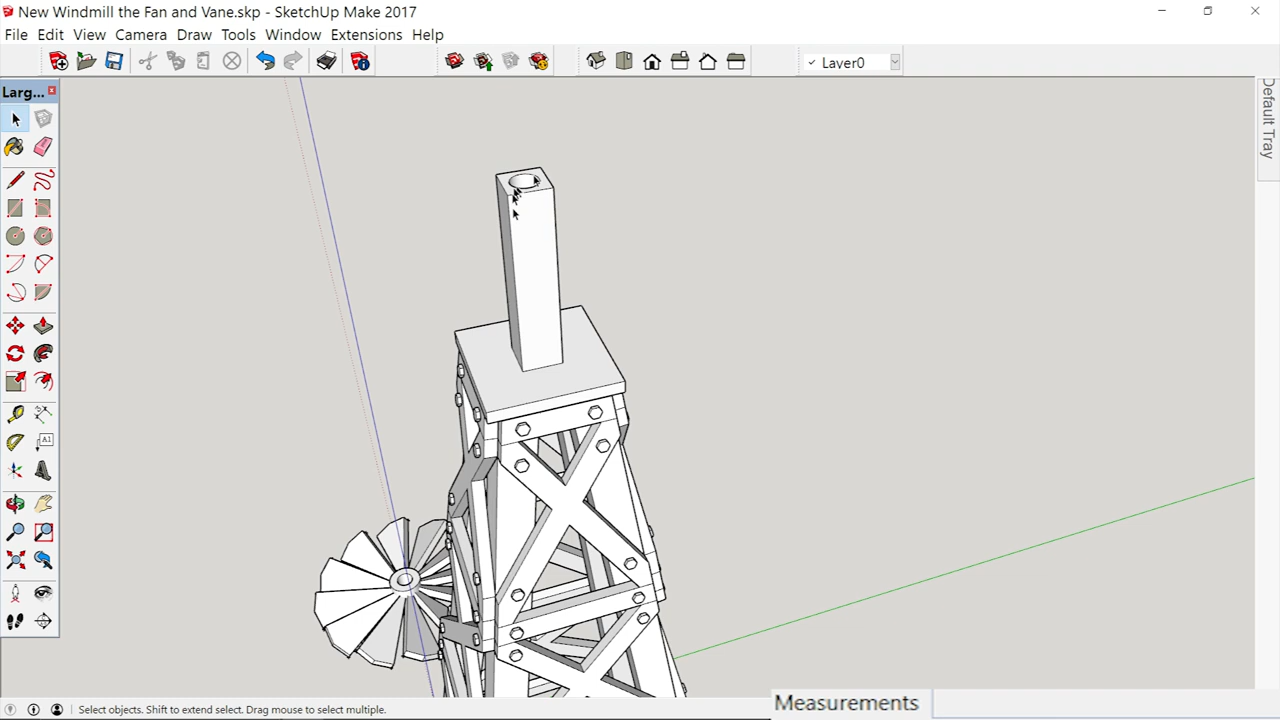 New Windmill the Fan and Vane.skp - SketchUp Make 2017
File Edit View Camera Draw Tools Window Extensions Help
Layer0
Larg...
Default Tray
A1
Select objects. Shift to extend select. Drag mouse to select multiple.
Measurements